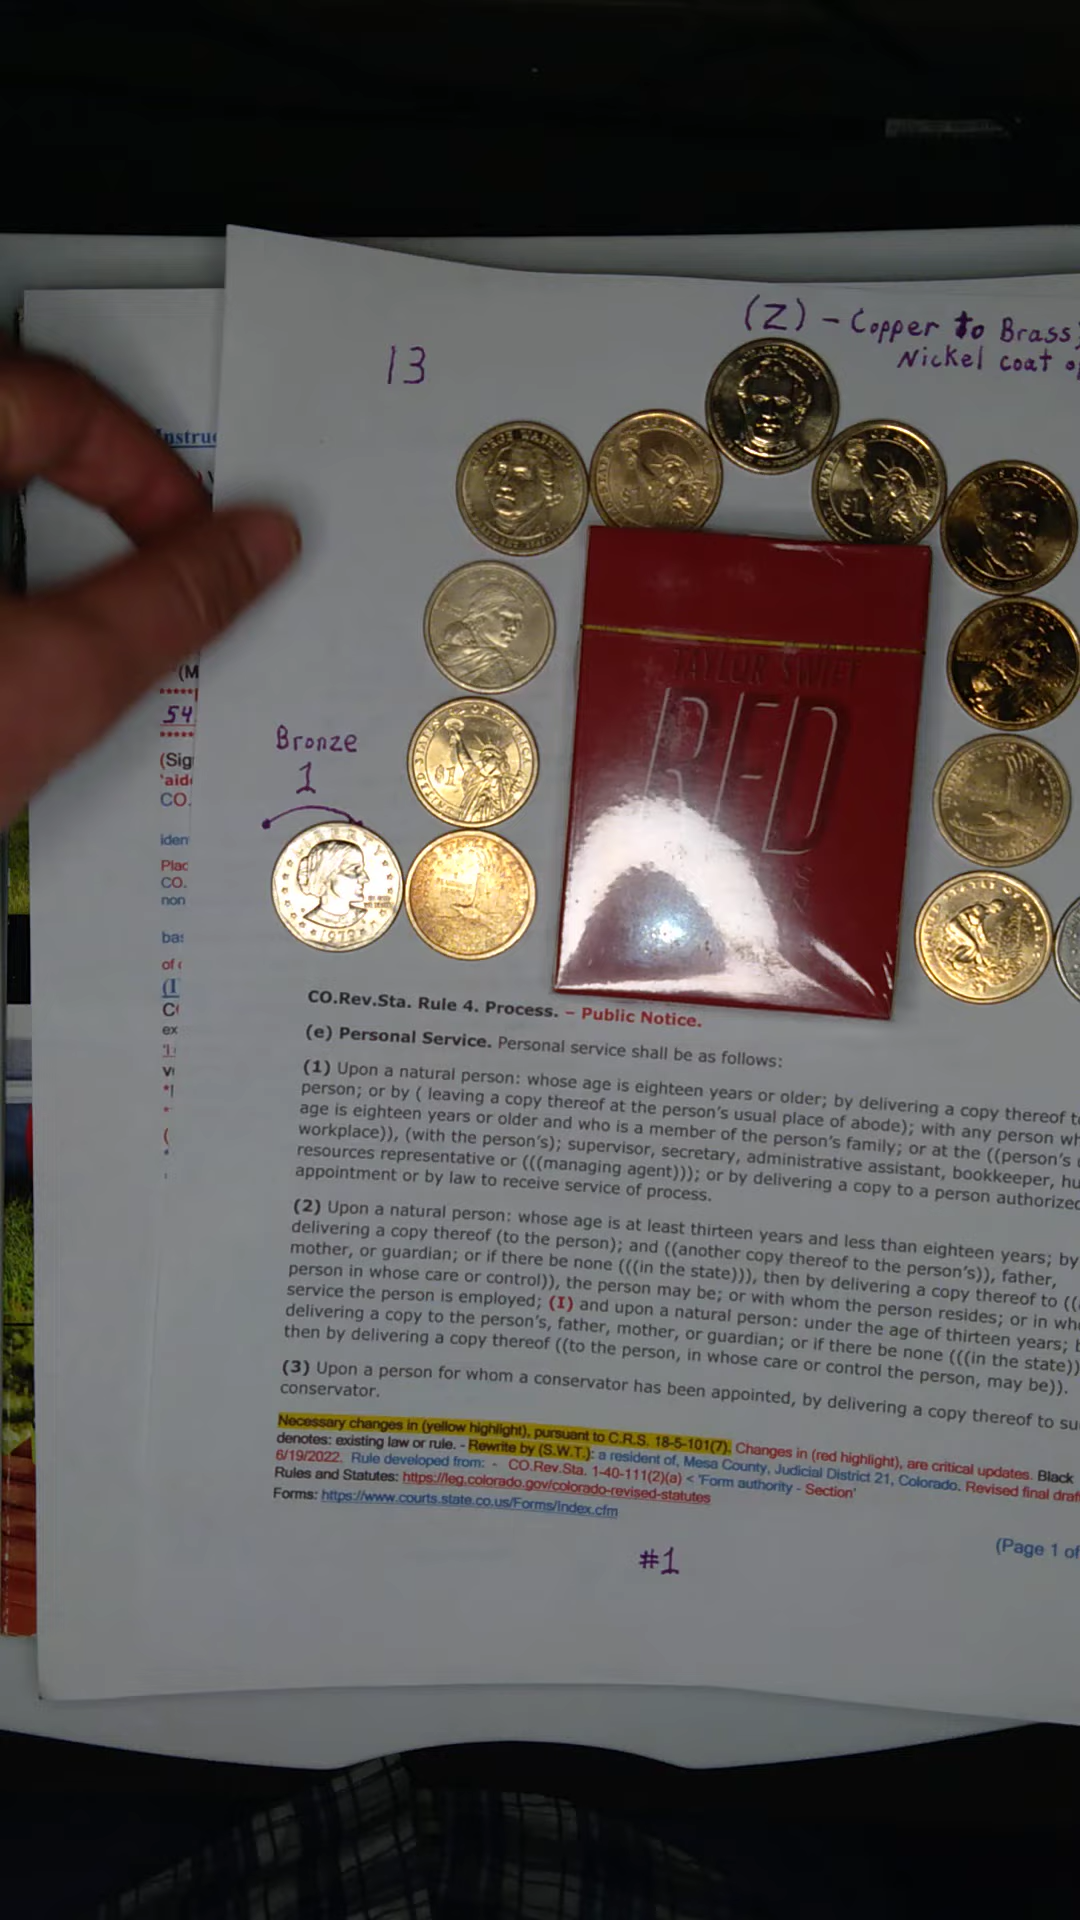 (Z) - Copper to Brass;
Nickel coat o
13
Instruc
(M
*****
54
*****
(Sig
'aid
CO.
iden
Plac
CO.
non
bas
of
Bronze
1
GEORGE WASHING
LIBERTY
1979
TAYLOR SWIFT
RED
CO.Rev.Sta. Rule 4. Process. – Public Notice.
(e) Personal Service. Personal service shall be as follows:
(1) Upon a natural person: whose age is eighteen years or older; by delivering a copy thereof t
person; or by ( leaving a copy thereof at the person's usual place of abode); with any person wh
age is eighteen years or older and who is a member of the person's family; or at the ((person's
workplace)), (with the person's); supervisor, secretary, administrative assistant, bookkeeper, hu
resources representative or (((managing agent))); or by delivering a copy to a person authorized
appointment or by law to receive service of process.
(2) Upon a natural person: whose age is at least thirteen years and less than eighteen years; by
delivering a copy thereof (to the person); and ((another copy thereof to the person's)), father,
mother, or guardian; or if there be none (((in the state))), then by delivering a copy thereof to ((
person in whose care or control)), the person may be; or with whom the person resides; or in wh
service the person is employed; (I) and upon a natural person: under the age of thirteen years; b
delivering a copy to the person's, father, mother, or guardian; or if there be none (((in the state))
then by delivering a copy thereof ((to the person, in whose care or control the person, may be)).
(3) Upon a person for whom a conservator has been appointed, by delivering a copy thereof to su
conservator.
Necessary changes in (yellow highlight), pursuant to C.R.S. 18-5-101(7). Changes in (red highlight), are critical updates. Black
denotes: existing law or rule. - Rewrite by (S.W.T.): a resident of, Mesa County, Judicial District 21, Colorado. Revised final draf
6/19/2022. Rule developed from: - CO.Rev.Sta. 1-40-111(2)(a) < 'Form authority - Section'
Rules and Statutes: https://leg.colorado.gov/colorado-revised-statutes
Forms: https://www.courts.state.co.us/Forms/Index.cfm
(Page 1 of
#1